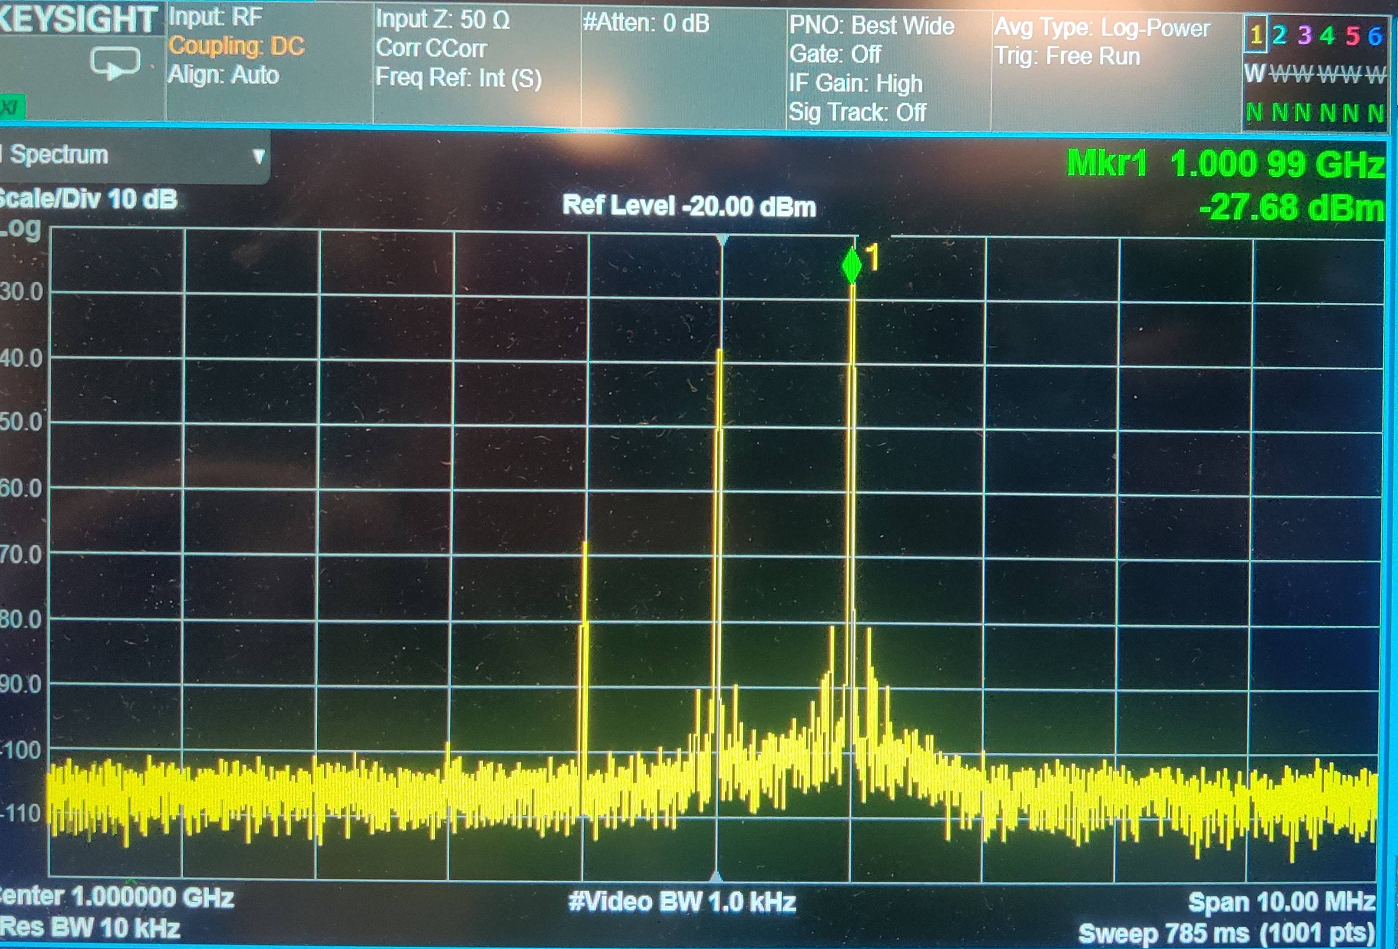 KEYSIGHT
Input: RF
Coupling: DC
Align: Auto
Input Z: 50 Ω
Corr CCorr
Freq Ref: Int (S)
#Atten: 0 dB
PNO: Best Wide
Gate: Off
IF Gain: High
Sig Track: Off
Avg Type: Log-Power
Trig: Free Run
1 2 3 4 5 6
W W W W W W
N N N N N N
Spectrum
Scale/Div 10 dB
Log
Ref Level -20.00 dBm
Mkr1 1.000 99 GHz
-27.68 dBm
1
30.0
40.0
50.0
60.0
70.0
80.0
90.0
-100
-110
enter 1.000000 GHz
Res BW 10 kHz
#Video BW 1.0 kHz
Span 10.00 MHz
Sweep 785 ms (1001 pts)